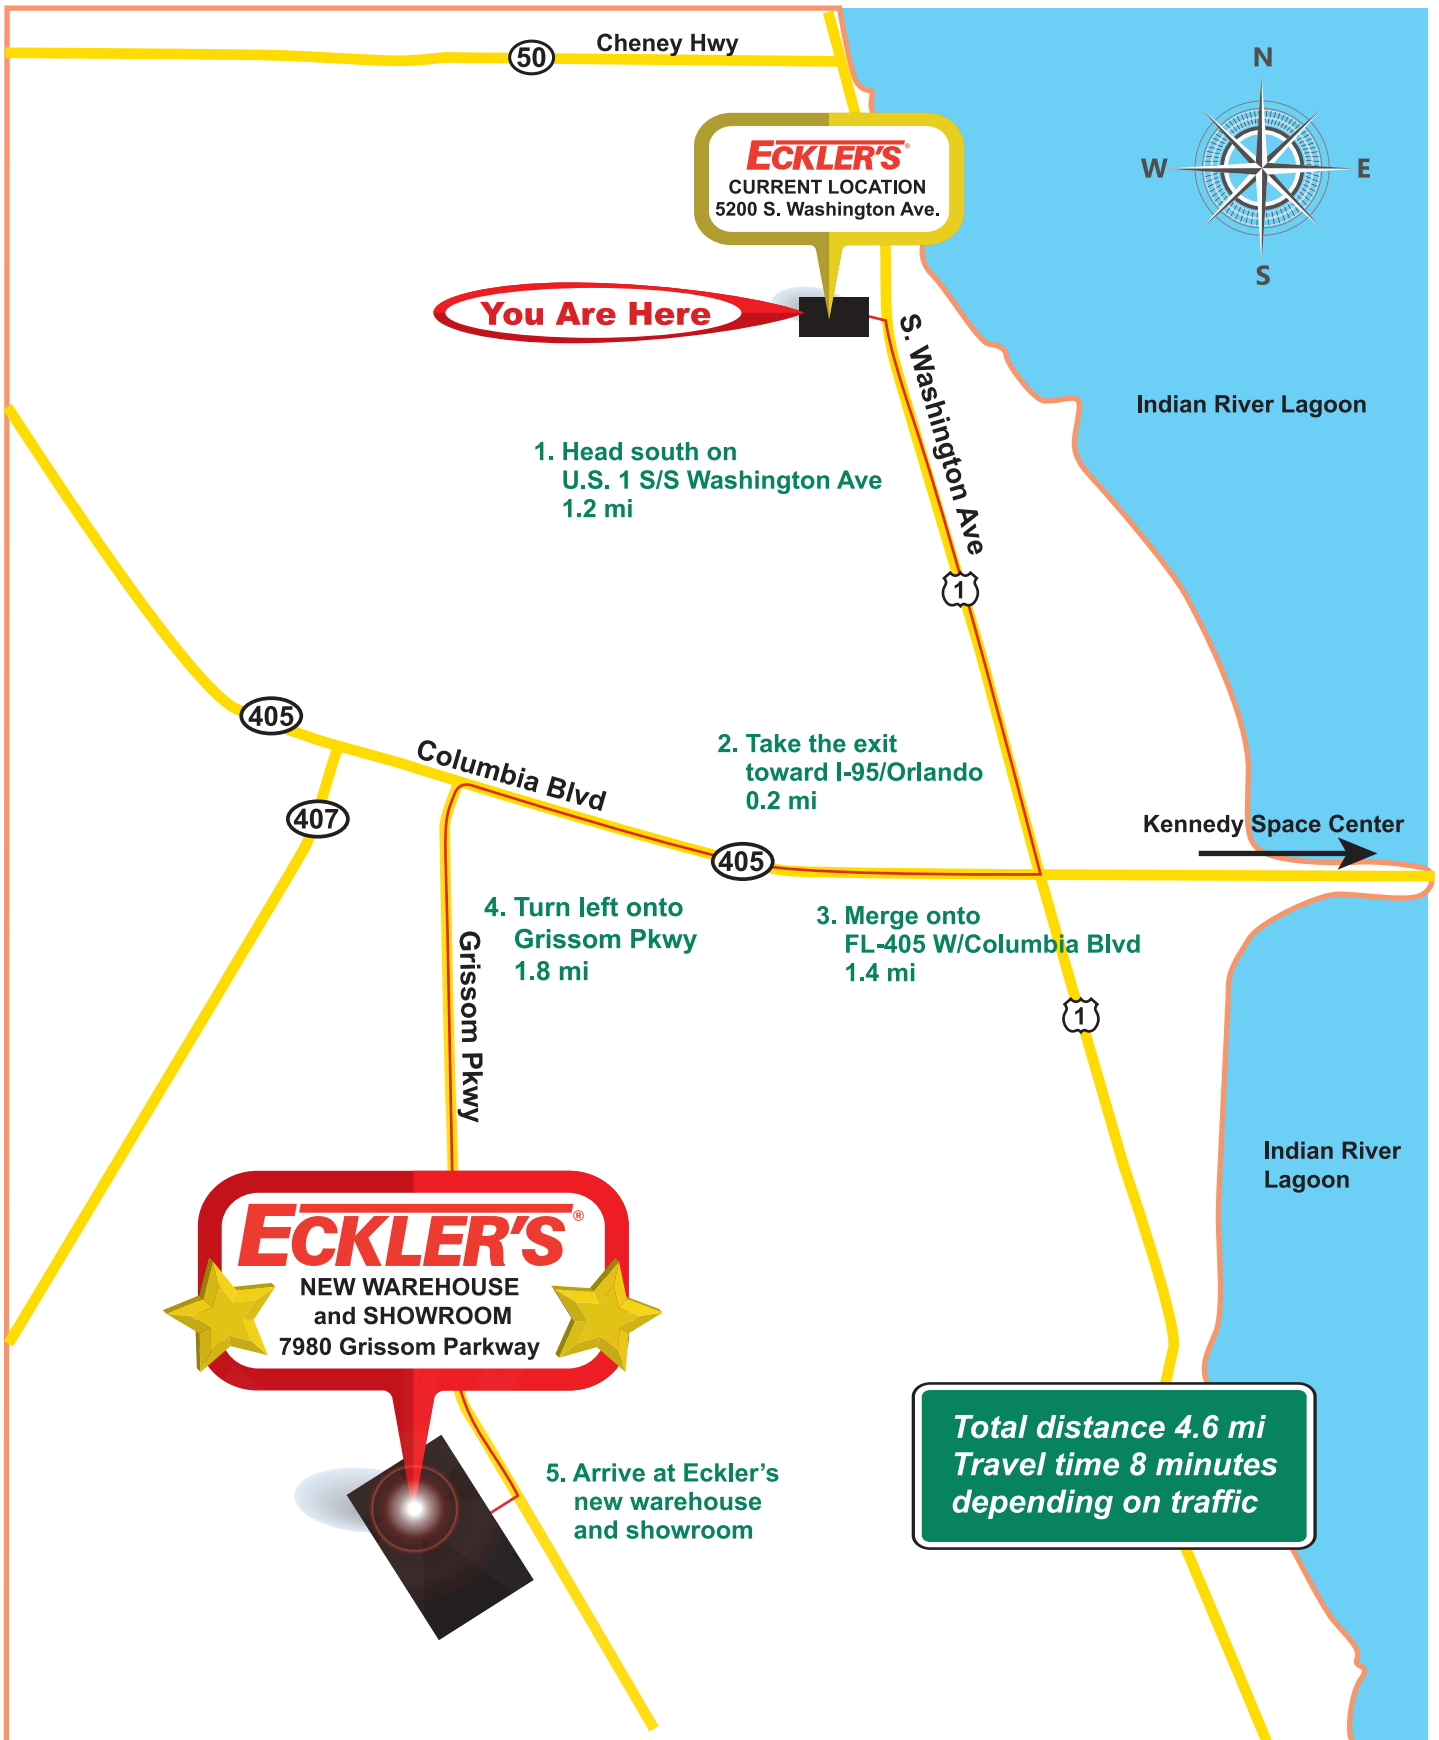 Cheney Hwy
50
N
W
E
S
ECKLER'S®
CURRENT LOCATION
5200 S. Washington Ave.
You Are Here
S. Washington Ave
Indian River Lagoon
1. Head south on
U.S. 1 S/S Washington Ave
1.2 mi
1
405
Columbia Blvd
2. Take the exit
toward I-95/Orlando
0.2 mi
407
Kennedy Space Center
405
4. Turn left onto
Grissom Pkwy
1.8 mi
3. Merge onto
FL-405 W/Columbia Blvd
1.4 mi
Grissom Pkwy
1
Indian River
Lagoon
ECKLER'S®
NEW WAREHOUSE
and SHOWROOM
7980 Grissom Parkway
Total distance 4.6 mi
Travel time 8 minutes
depending on traffic
5. Arrive at Eckler’s
new warehouse
and showroom